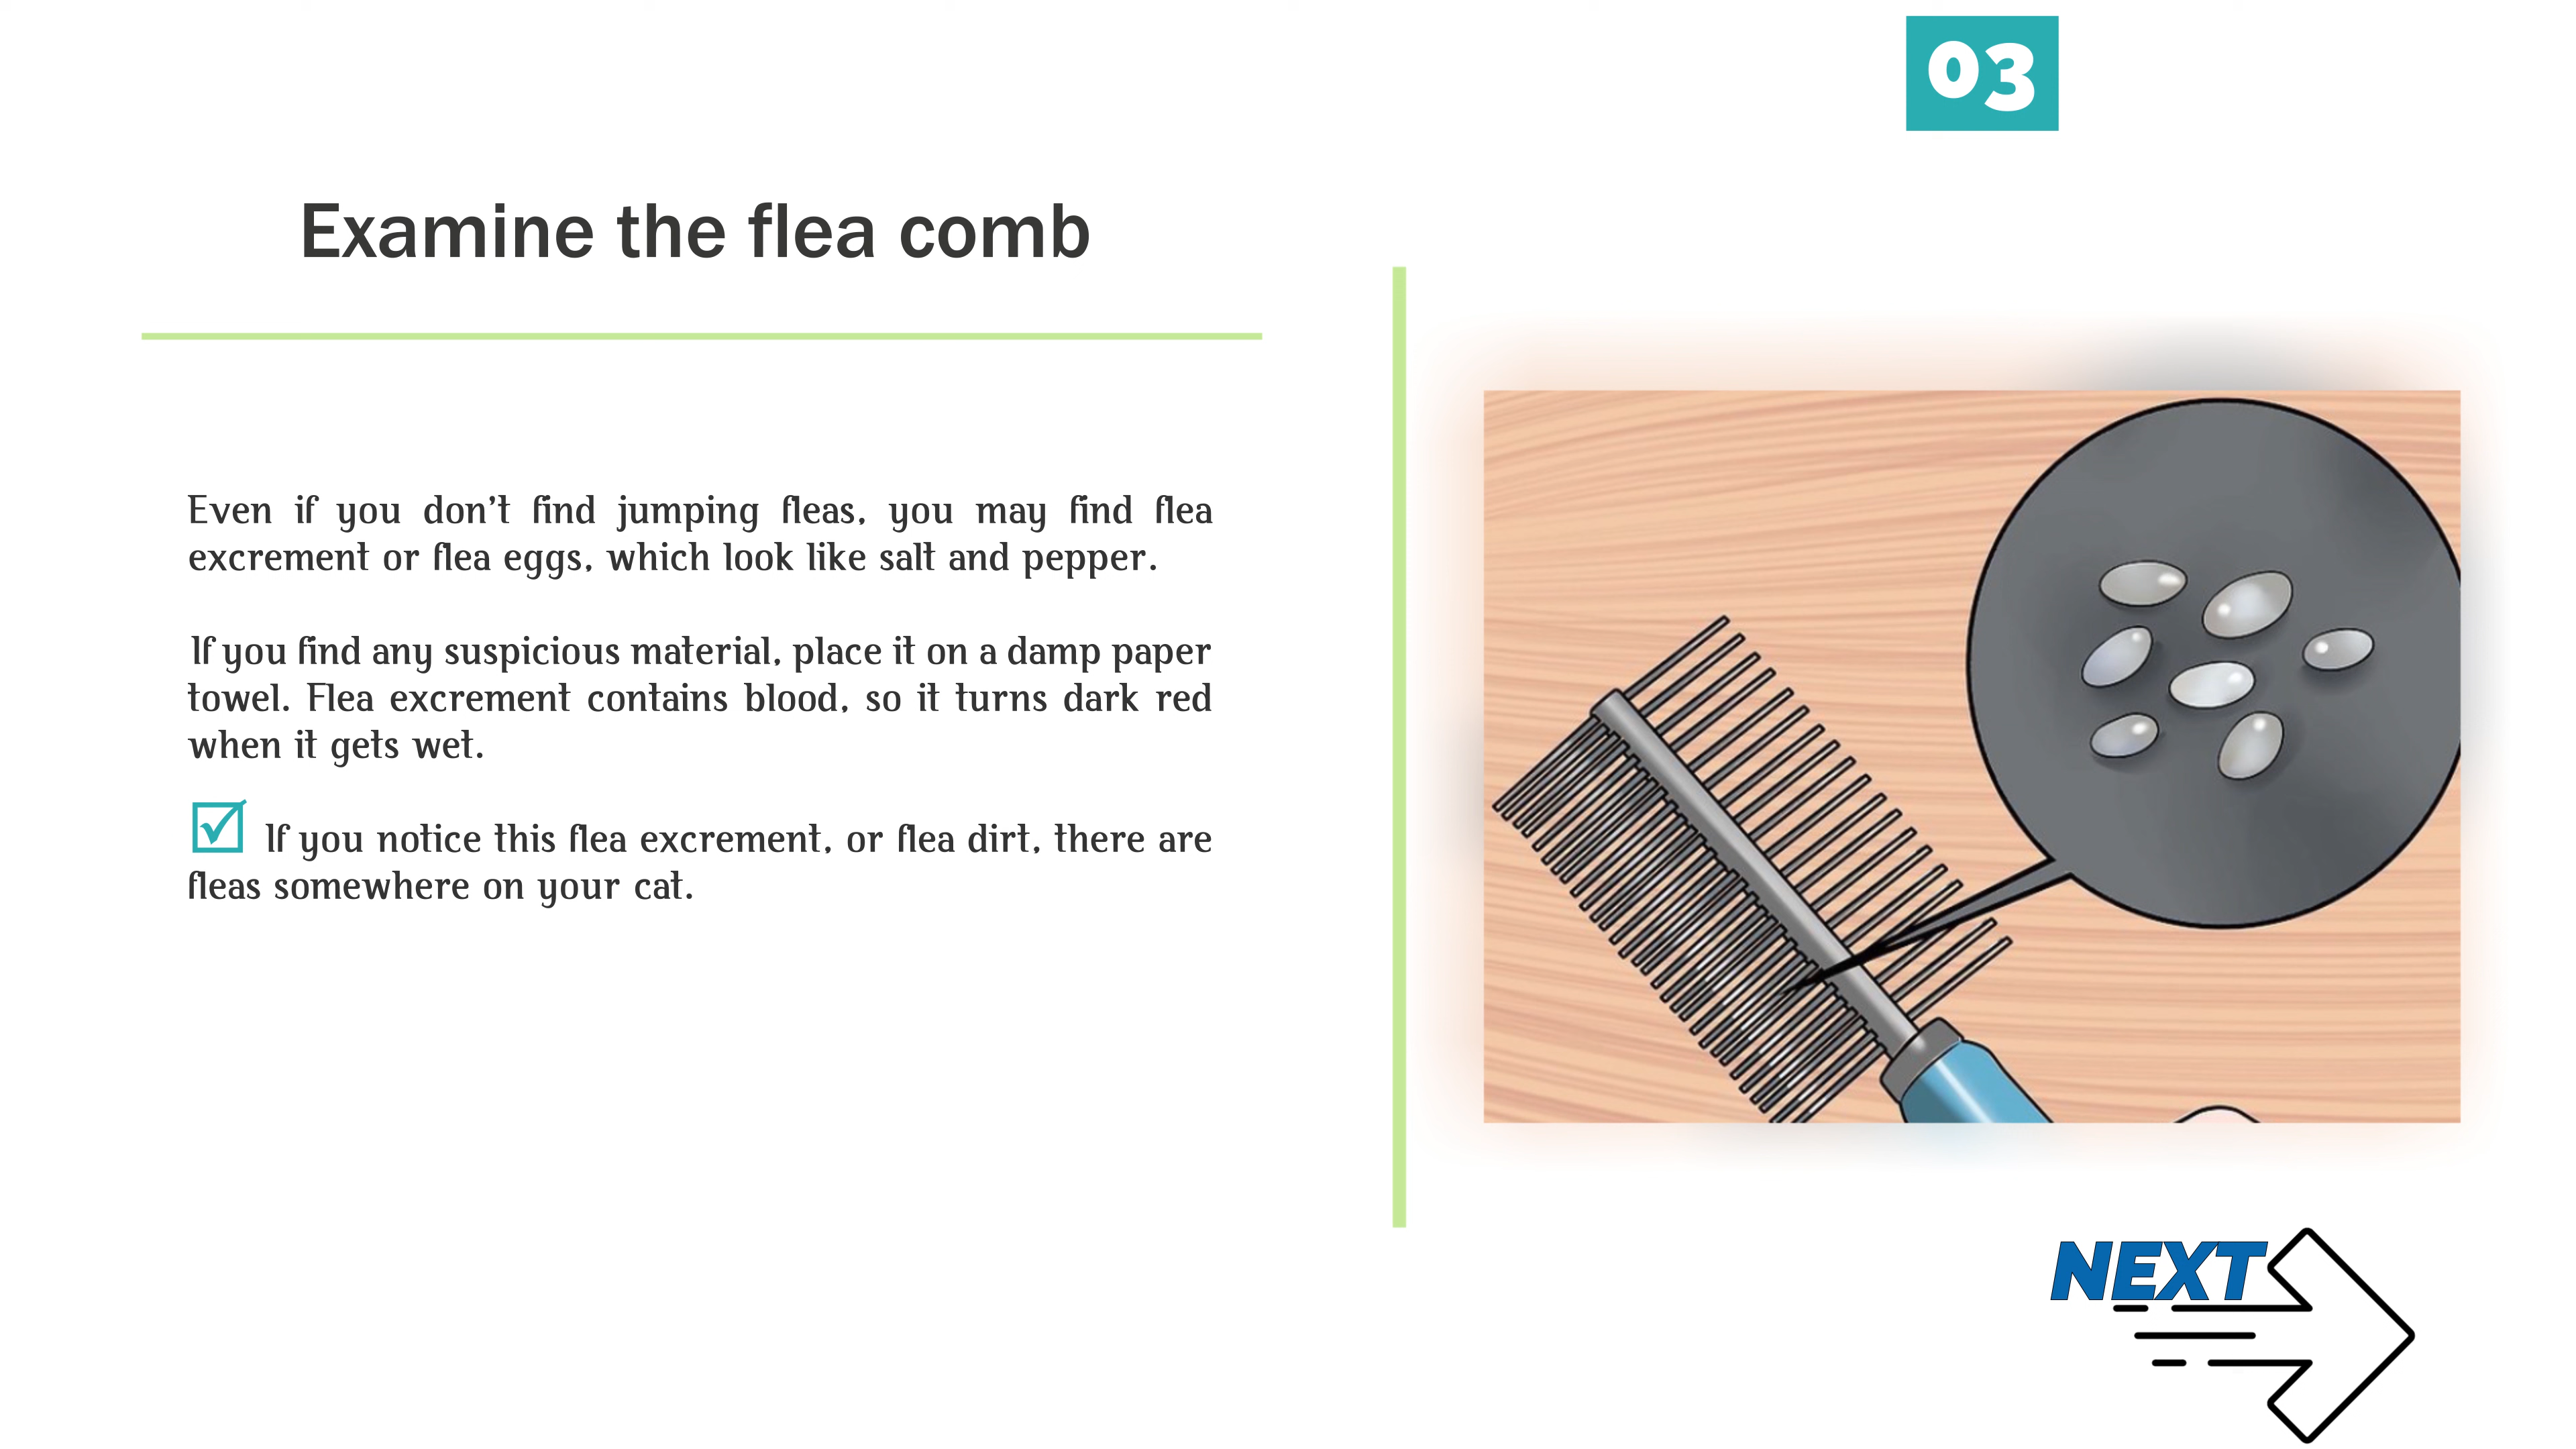 03
Examine the flea comb
Even if you don't find jumping fleas, you may find flea
excrement or flea eggs, which look like salt and pepper.
If you find any suspicious material, place it on a damp paper
towel. Flea excrement contains blood, so it turns dark red
when it gets wet.
If you notice this flea excrement, or flea dirt, there are
fleas somewhere on your cat.
NEXT